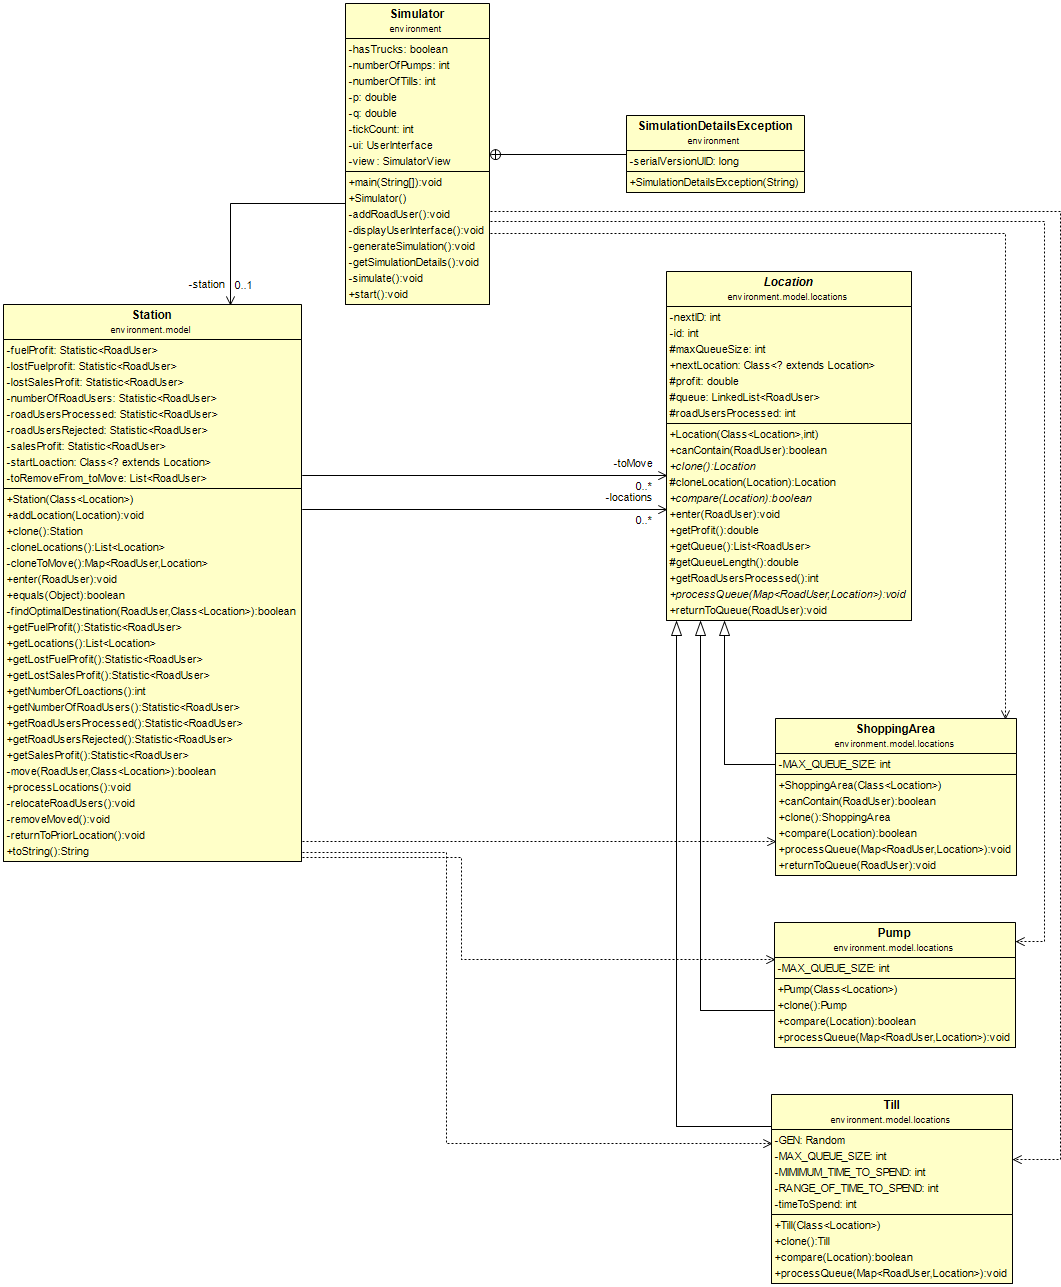 Simulator
environment
-hasTrucks: boolean
-numberOfPumps: int
-numberOfTills: int
-p: double
-q: double
-tickCount: int
-ui: UserInterface
-view : SimulatorView
+main(String[]):void
+Simulator()
-addRoadUser():void
-displayUserInterface():void
-generateSimulation():void
-getSimulationDetails():void
-simulate():void
+start():void
SimulationDetailsException
environment
-serialVersionUID: long
+SimulationDetailsException(String)
-station 0..1
Station
environment.model
-fuelProfit: Statistic<RoadUser>
-lostFuelprofit: Statistic<RoadUser>
-lostSalesProfit: Statistic<RoadUser>
-numberOfRoadUsers: Statistic<RoadUser>
-roadUsersProcessed: Statistic<RoadUser>
-roadUsersRejected: Statistic<RoadUser>
-salesProfit: Statistic<RoadUser>
-startLoaction: Class<? extends Location>
-toRemoveFrom_toMove: List<RoadUser>
+Station(Class<Location>)
+addLocation(Location):void
+clone():Station
-cloneLocations():List<Location>
-cloneToMove():Map<RoadUser,Location>
+enter(RoadUser):void
+equals(Object):boolean
-findOptimalDestination(RoadUser,Class<Location>):boolean
+getFuelProfit():Statistic<RoadUser>
+getLocations():List<Location>
+getLostFuelProfit():Statistic<RoadUser>
+getLostSalesProfit():Statistic<RoadUser>
+getNumberOfLoactions():int
+getNumberOfRoadUsers():Statistic<RoadUser>
+getRoadUsersProcessed():Statistic<RoadUser>
+getRoadUsersRejected():Statistic<RoadUser>
+getSalesProfit():Statistic<RoadUser>
-move(RoadUser,Class<Location>):boolean
+processLocations():void
-relocateRoadUsers():void
-removeMoved():void
-returnToPriorLocation():void
+toString():String
-toMove
0..*
-locations
0..*
Location
environment.model.locations
-nextID: int
-id: int
#maxQueueSize: int
+nextLocation: Class<? extends Location>
#profit: double
#queue: LinkedList<RoadUser>
#roadUsersProcessed: int
+Location(Class<Location>,int)
+canContain(RoadUser):boolean
+clone():Location
#cloneLocation(Location):Location
+compare(Location):boolean
+enter(RoadUser):void
+getProfit():double
+getQueue():List<RoadUser>
#getQueueLength():double
+getRoadUsersProcessed():int
+processQueue(Map<RoadUser,Location>):void
+returnToQueue(RoadUser):void
ShoppingArea
environment.model.locations
-MAX_QUEUE_SIZE: int
+ShoppingArea(Class<Location>)
+canContain(RoadUser):boolean
+clone():ShoppingArea
+compare(Location):boolean
+processQueue(Map<RoadUser,Location>):void
+returnToQueue(RoadUser):void
Pump
environment.model.locations
-MAX_QUEUE_SIZE: int
+Pump(Class<Location>)
+clone():Pump
+compare(Location):boolean
+processQueue(Map<RoadUser,Location>):void
Till
environment.model.locations
-GEN: Random
-MAX_QUEUE_SIZE: int
-MIMIMUM_TIME_TO_SPEND: int
-RANGE_OF_TIME_TO_SPEND: int
-timeToSpend: int
+Till(Class<Location>)
+clone():Till
+compare(Location):boolean
+processQueue(Map<RoadUser,Location>):void